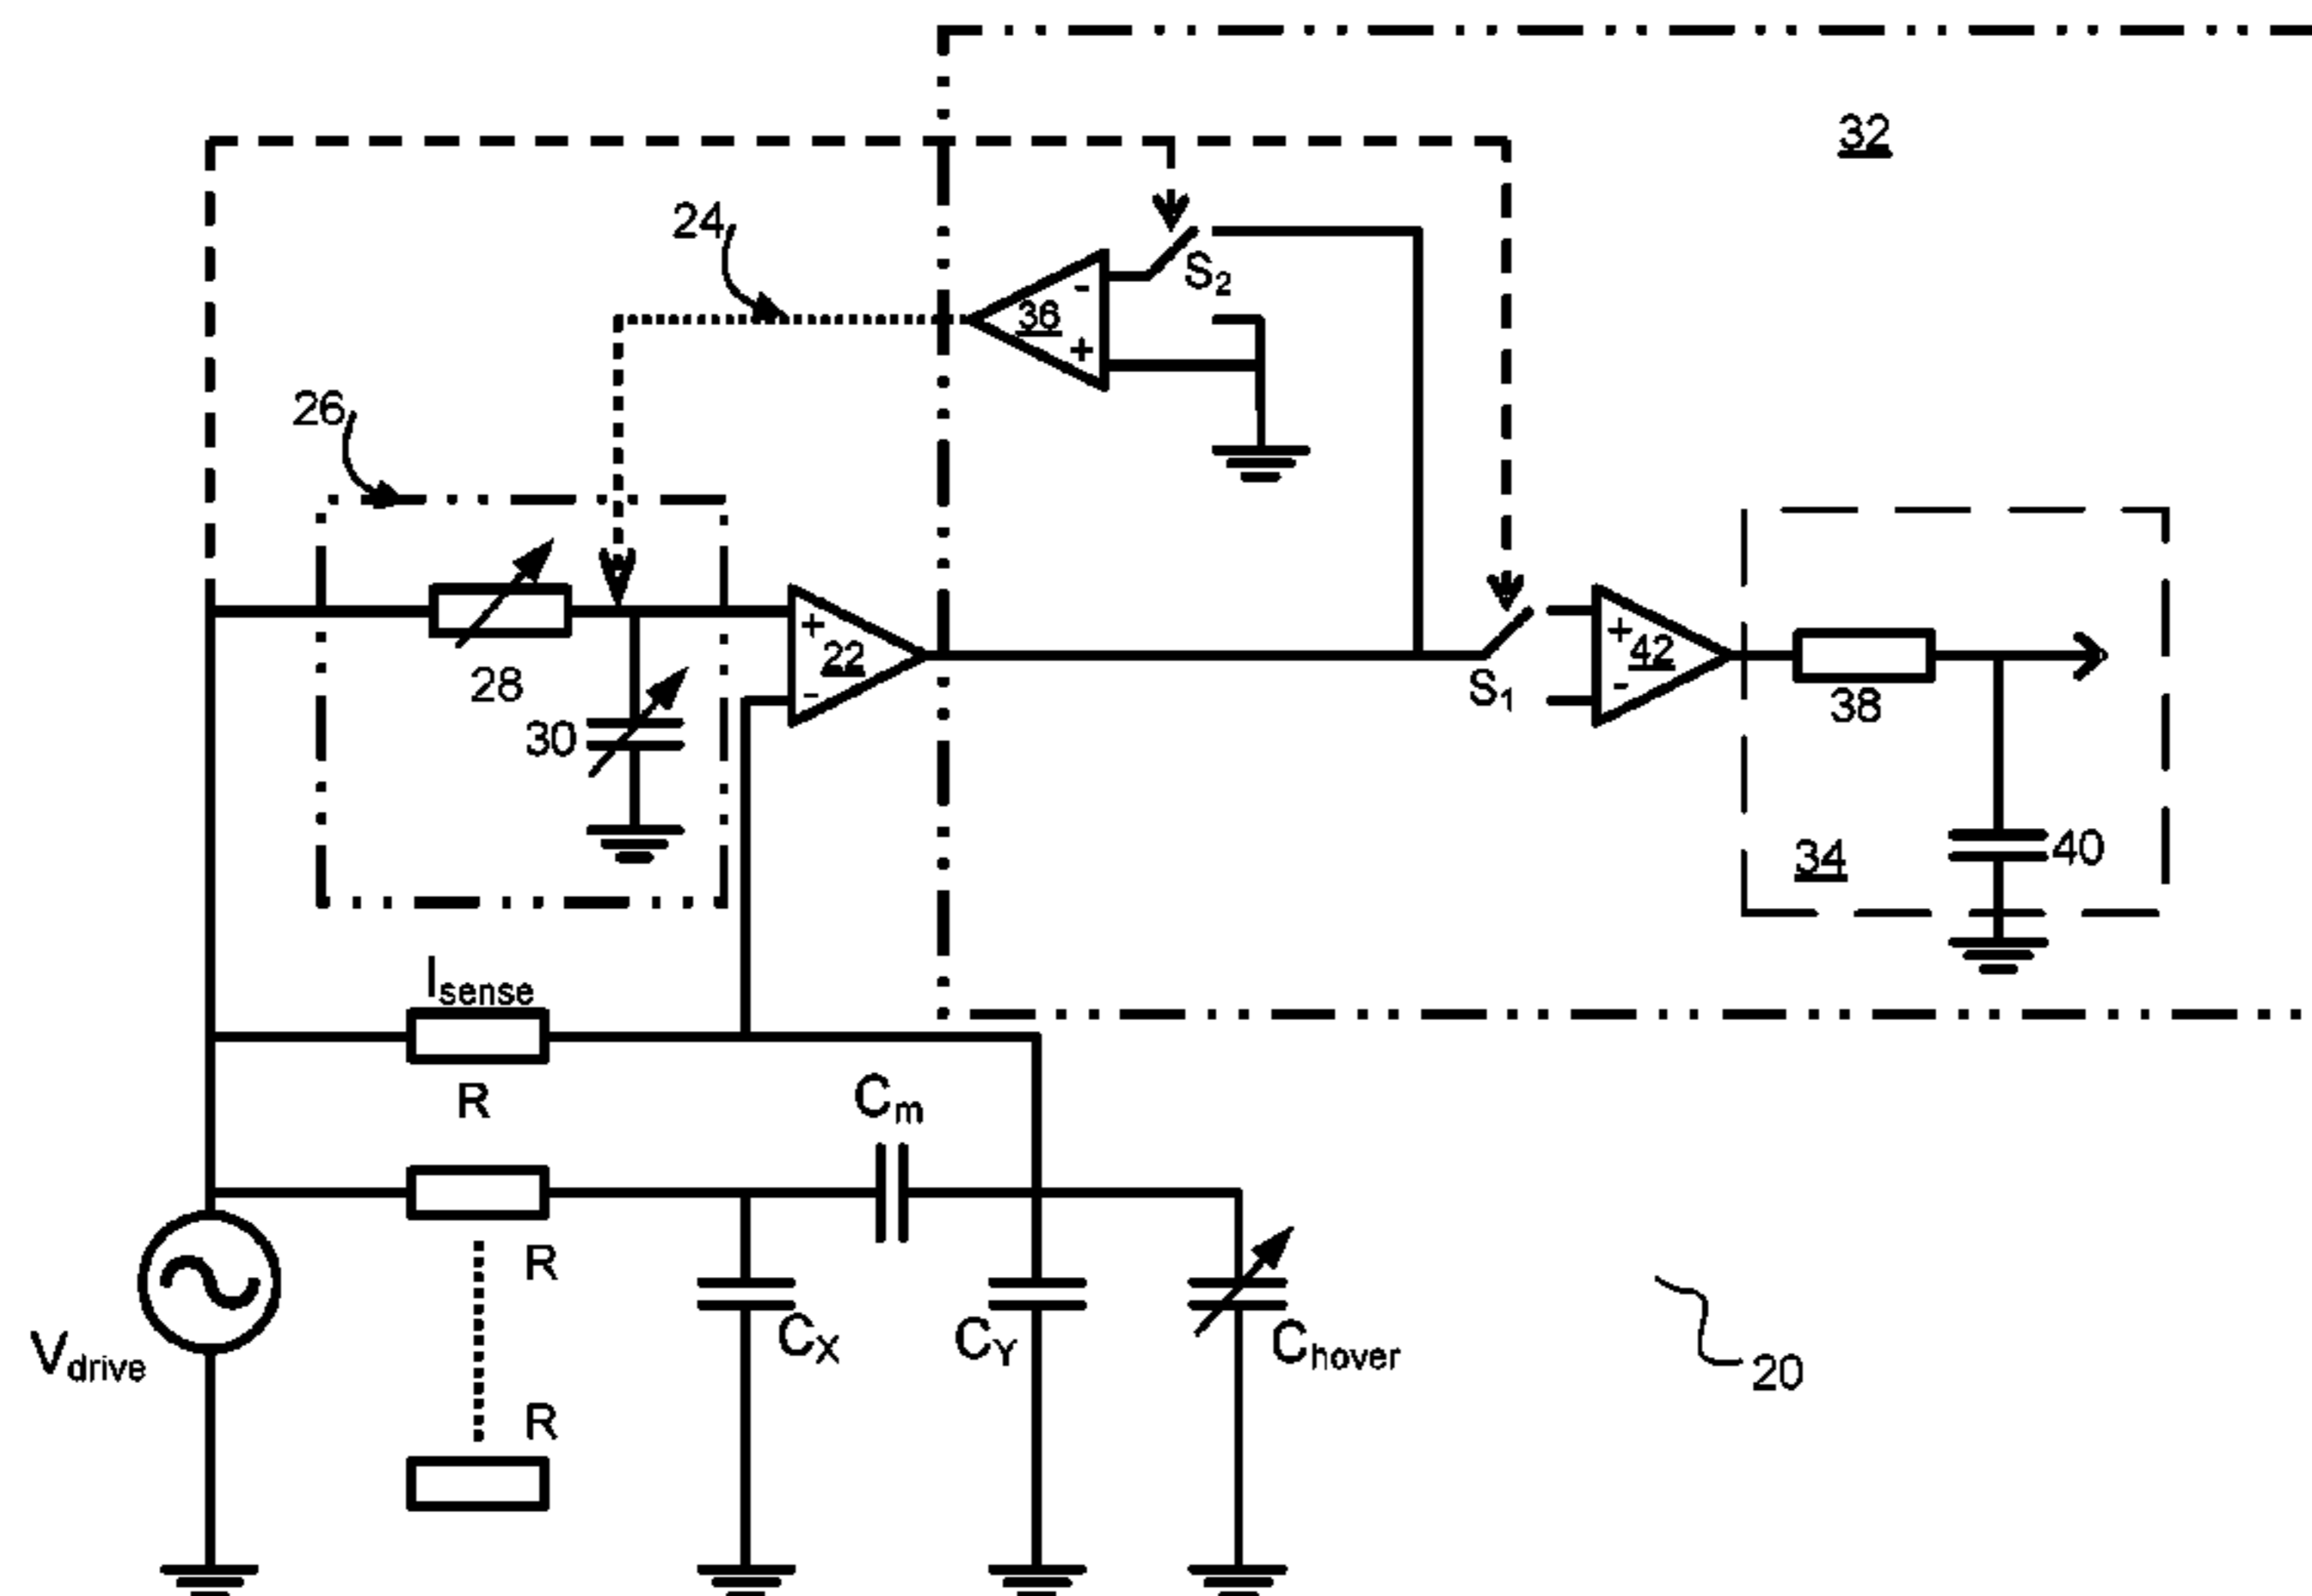 32
24
S₂
-
36
+
26
28
30
+
22
-
S₁
+
42
-
38
34
40
Isense
R
Cm
R
Vdrive
CX
CY
Chover
20
R